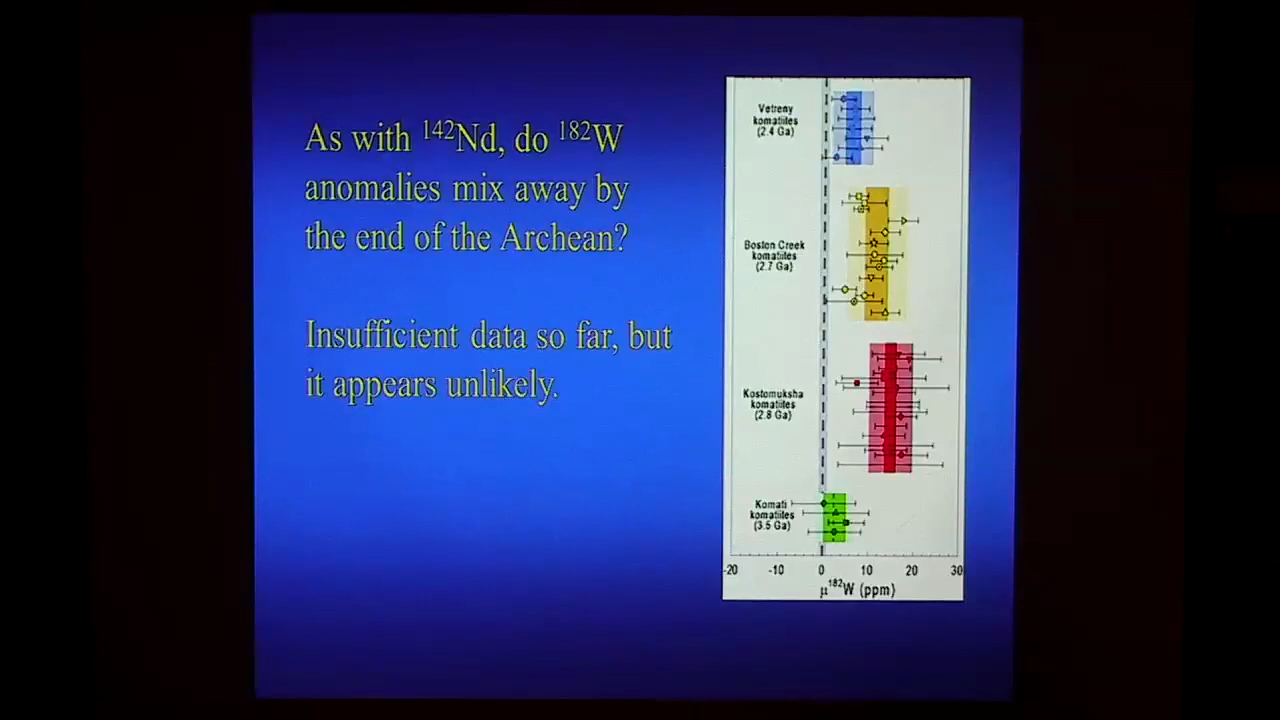 As with ¹⁴²Nd, do ¹⁸²W
anomalies mix away by
the end of the Archean?
Insufficient data so far, but
it appears unlikely.
Vetreny
komatiites
(2.4 Ga)
Boston Creek
komatiites
(2.7 Ga)
Kostomuksha
komatiites
(2.8 Ga)
Komati
komatiites
(3.5 Ga)
-20 -10 0 10 20 30
μ¹⁸²W (ppm)